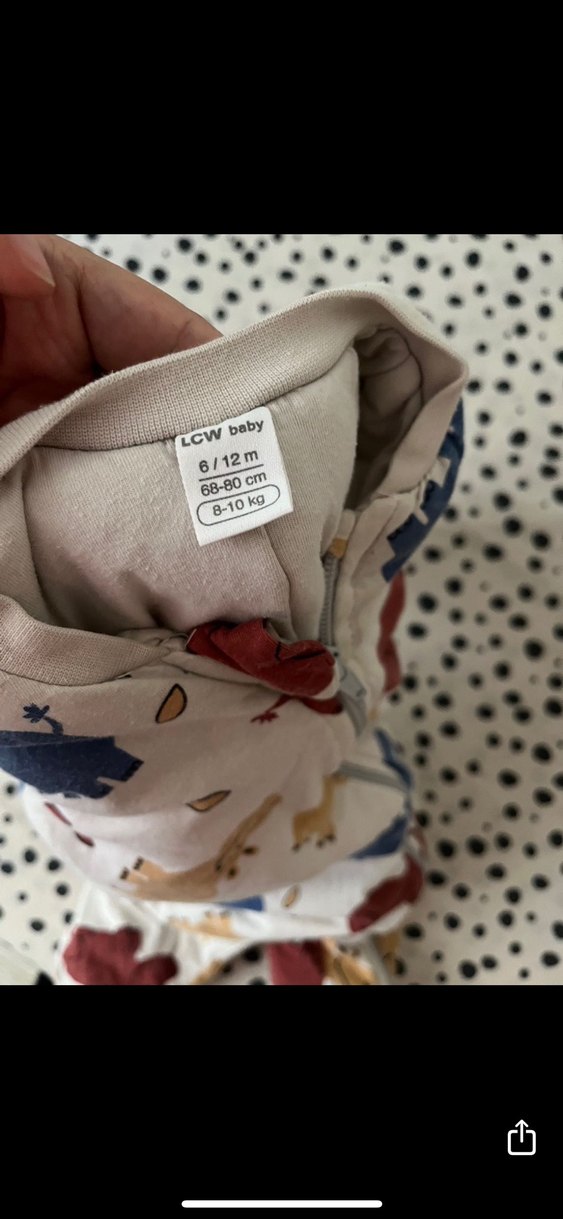 LCW baby
6 / 12 m
68-80 cm
8-10 kg